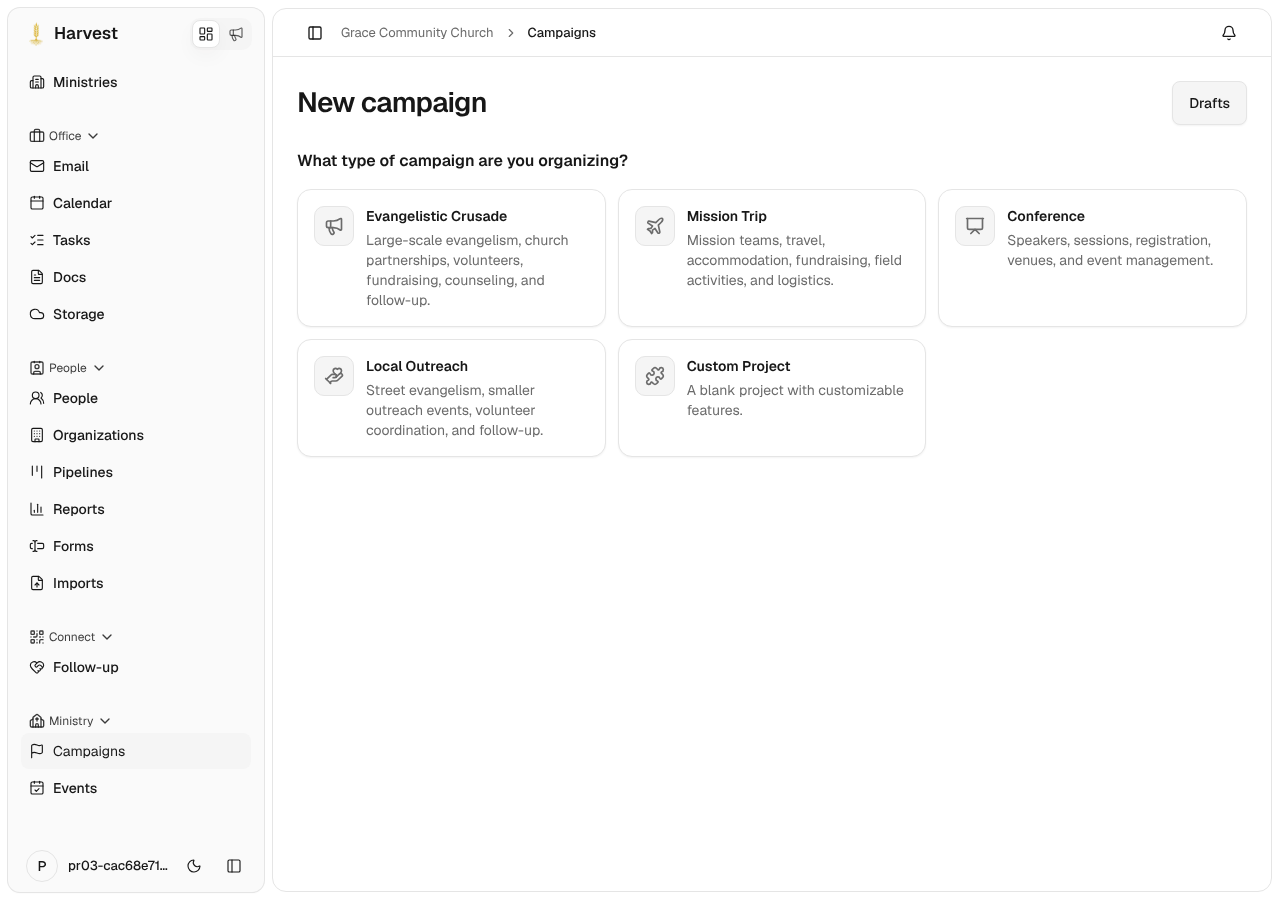 Harvest
Ministries
Office
Email
Calendar
Tasks
Docs
Storage
People
People
Organizations
Pipelines
Reports
Forms
Imports
Connect
Follow-up
Ministry
Campaigns
Events
P
pr03-cac68e71...
Grace Community Church
Campaigns
New campaign
Drafts
What type of campaign are you organizing?
Evangelistic Crusade
Large-scale evangelism, church
partnerships, volunteers,
fundraising, counseling, and
follow-up.
Mission Trip
Mission teams, travel,
accommodation, fundraising, field
activities, and logistics.
Conference
Speakers, sessions, registration,
venues, and event management.
Local Outreach
Street evangelism, smaller
outreach events, volunteer
coordination, and follow-up.
Custom Project
A blank project with customizable
features.